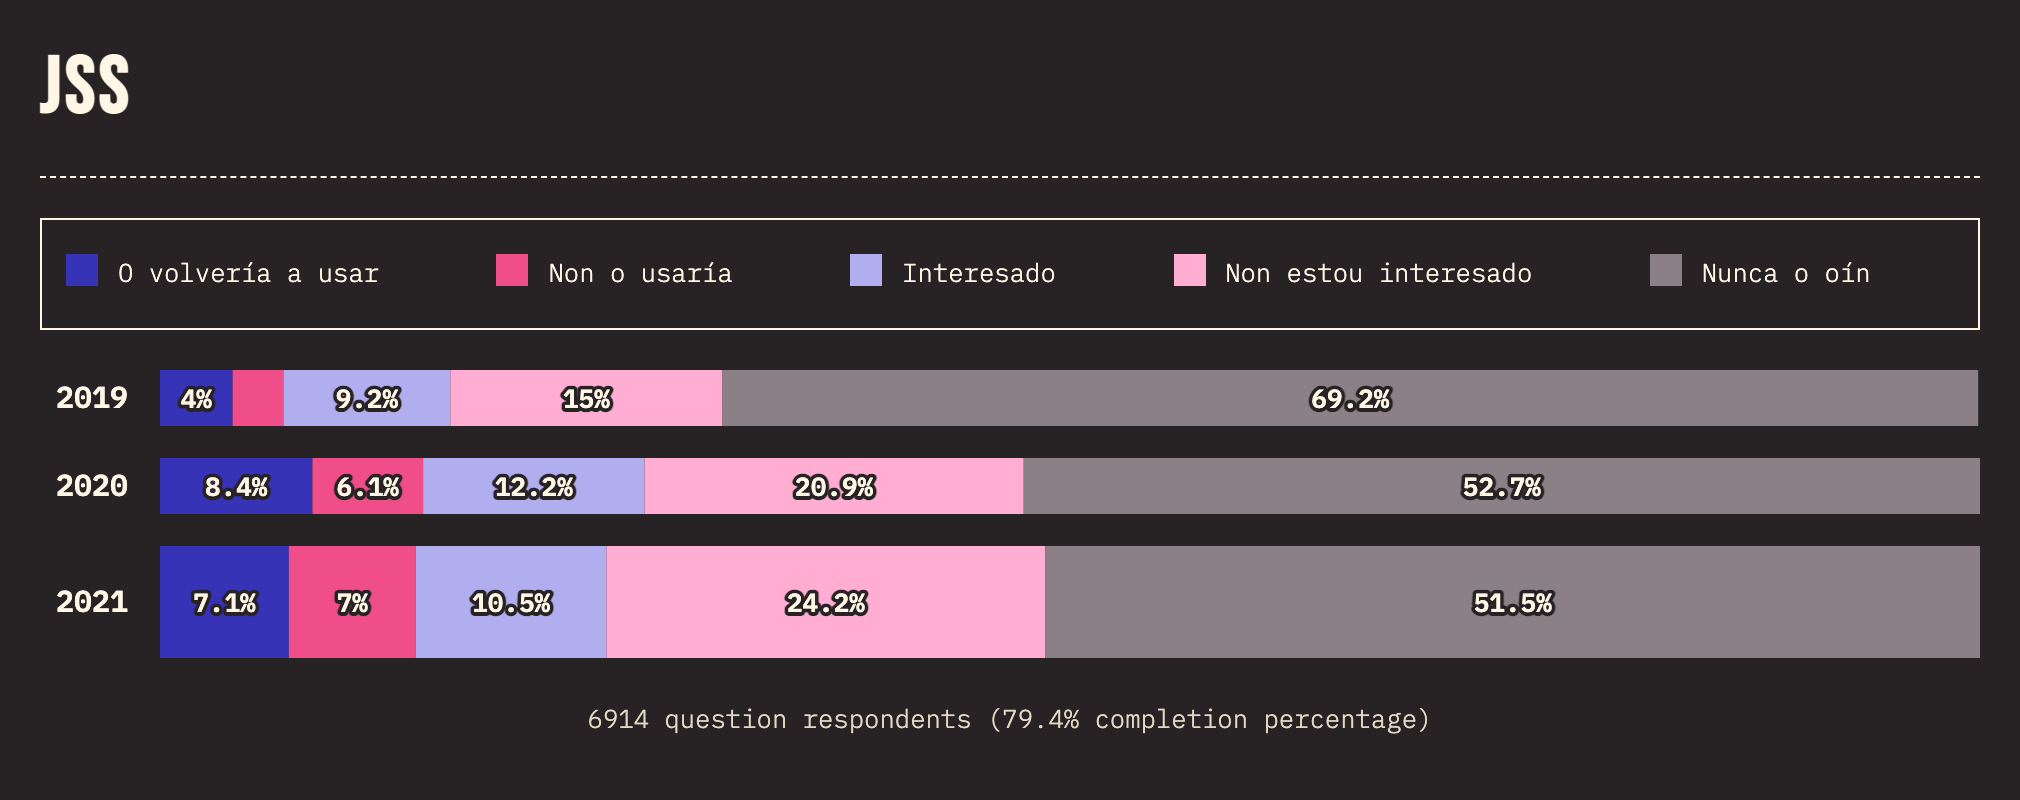 JSS
O volvería a usar Non o usaría Interesado Non estou interesado Nunca o oín
2019 4% 9.2% 15% 69.2%
2020 8.4% 6.1% 12.2% 20.9% 52.7%
2021 7.1% 7% 10.5% 24.2% 51.5%
6914 question respondents (79.4% completion percentage)